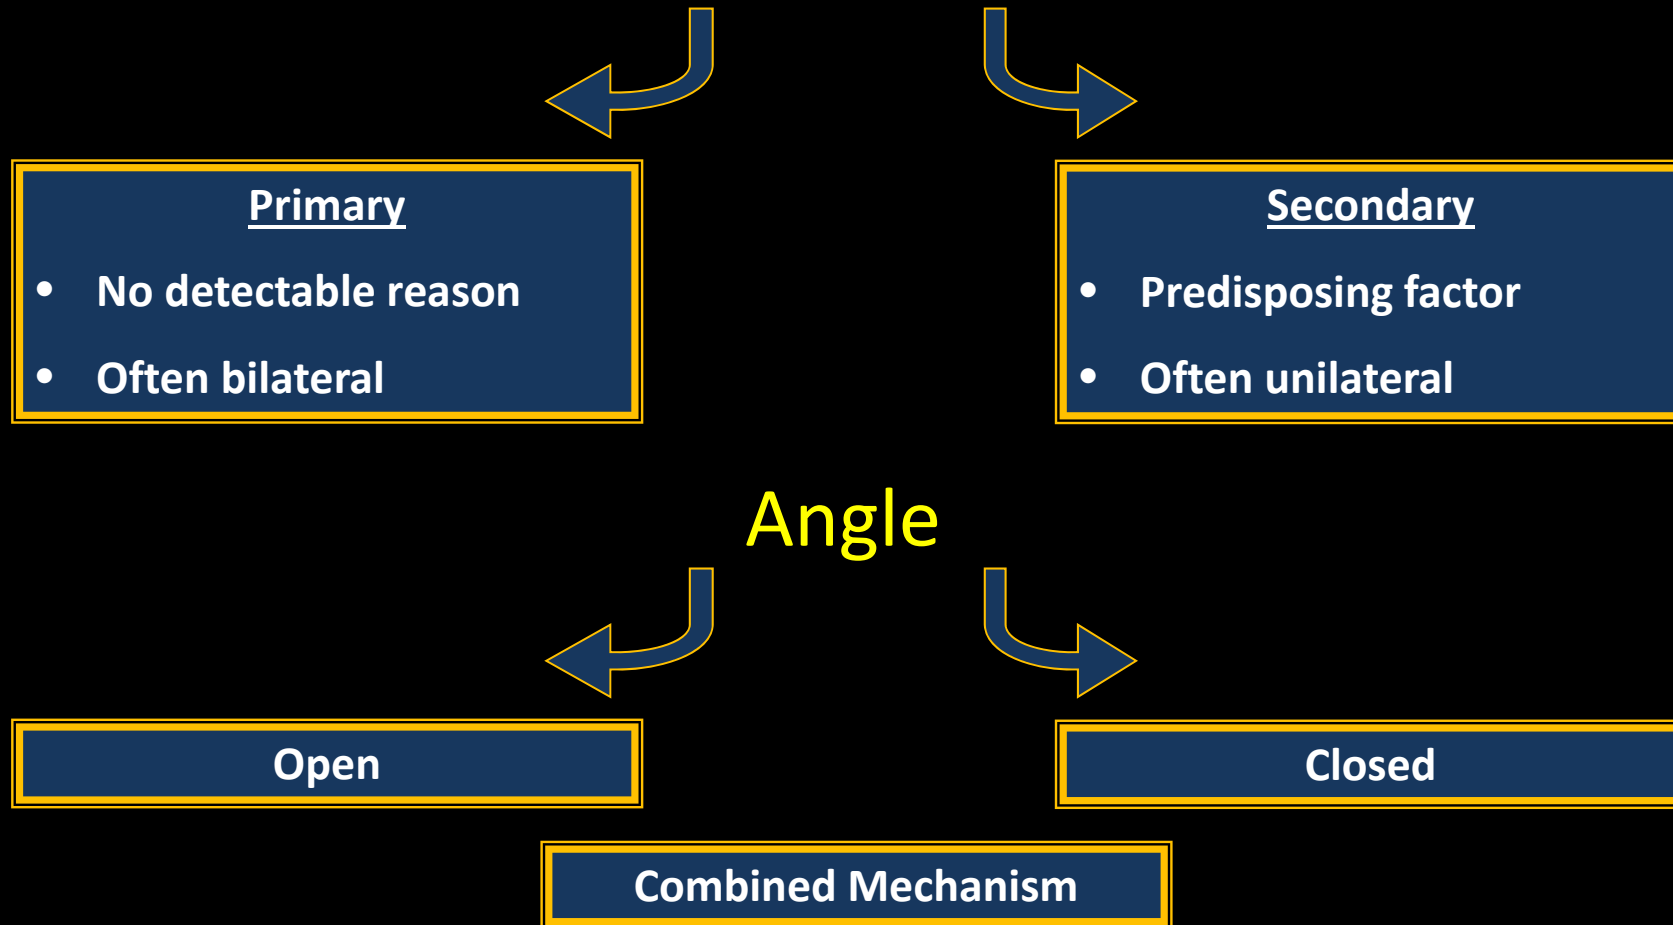 Primary
• No detectable reason
• Often bilateral
Secondary
• Predisposing factor
• Often unilateral
Angle
Open
Closed
Combined Mechanism